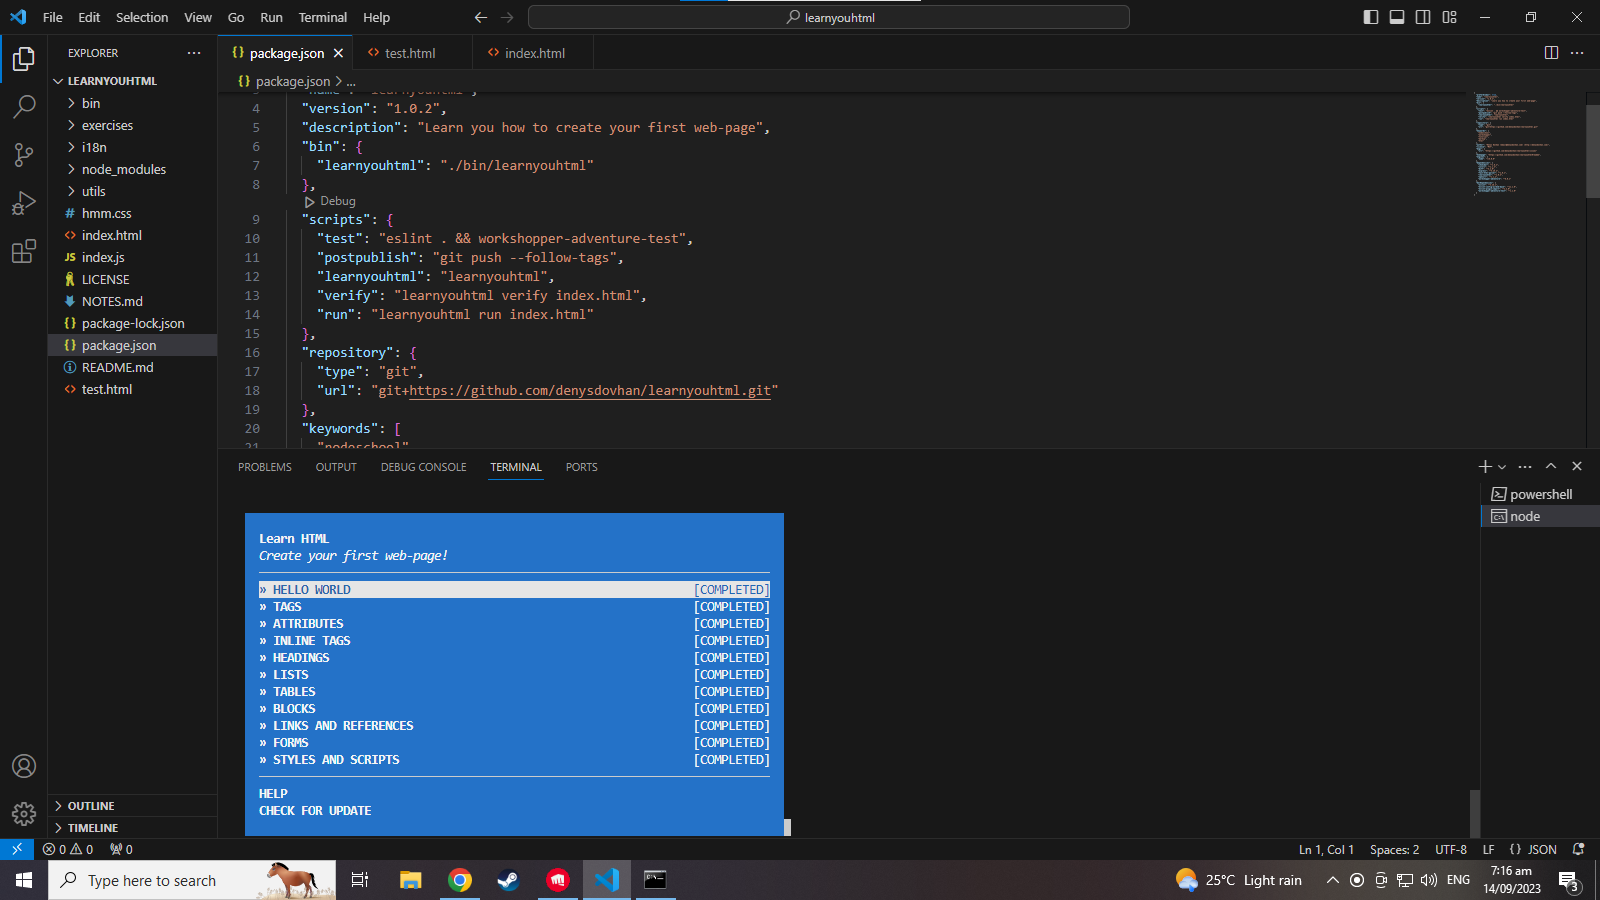 File Edit Selection View Go Run Terminal Help
learnyouhtml
EXPLORER
LEARNYOUHTML
bin
exercises
i18n
node_modules
utils
# hmm.css
<> index.html
JS index.js
LICENSE
NOTES.md
{} package-lock.json
{} package.json
README.md
<> test.html
OUTLINE
TIMELINE
{} package.json
<> test.html
<> index.html
{} package.json > ...
3 "name": "learnyouhtml",
4 "version": "1.0.2",
5 "description": "Learn you how to create your first web-page",
6 "bin": {
7 "learnyouhtml": "./bin/learnyouhtml"
8 },
Debug
9 "scripts": {
10 "test": "eslint . && workshopper-adventure-test",
11 "postpublish": "git push --follow-tags",
12 "learnyouhtml": "learnyouhtml",
13 "verify": "learnyouhtml verify index.html",
14 "run": "learnyouhtml run index.html"
15 },
16 "repository": {
17 "type": "git",
18 "url": "git+https://github.com/denysdovhan/learnyouhtml.git"
19 },
20 "keywords": [
21 "nodeschool"
PROBLEMS OUTPUT DEBUG CONSOLE TERMINAL PORTS
powershell
node
Learn HTML
Create your first web-page!
» HELLO WORLD [COMPLETED]
» TAGS [COMPLETED]
» ATTRIBUTES [COMPLETED]
» INLINE TAGS [COMPLETED]
» HEADINGS [COMPLETED]
» LISTS [COMPLETED]
» TABLES [COMPLETED]
» BLOCKS [COMPLETED]
» LINKS AND REFERENCES [COMPLETED]
» FORMS [COMPLETED]
» STYLES AND SCRIPTS [COMPLETED]
HELP
CHECK FOR UPDATE
0 0 0
Ln 1, Col 1 Spaces: 2 UTF-8 LF {} JSON
Type here to search
25°C Light rain
ENG
7:16 am
14/09/2023
3